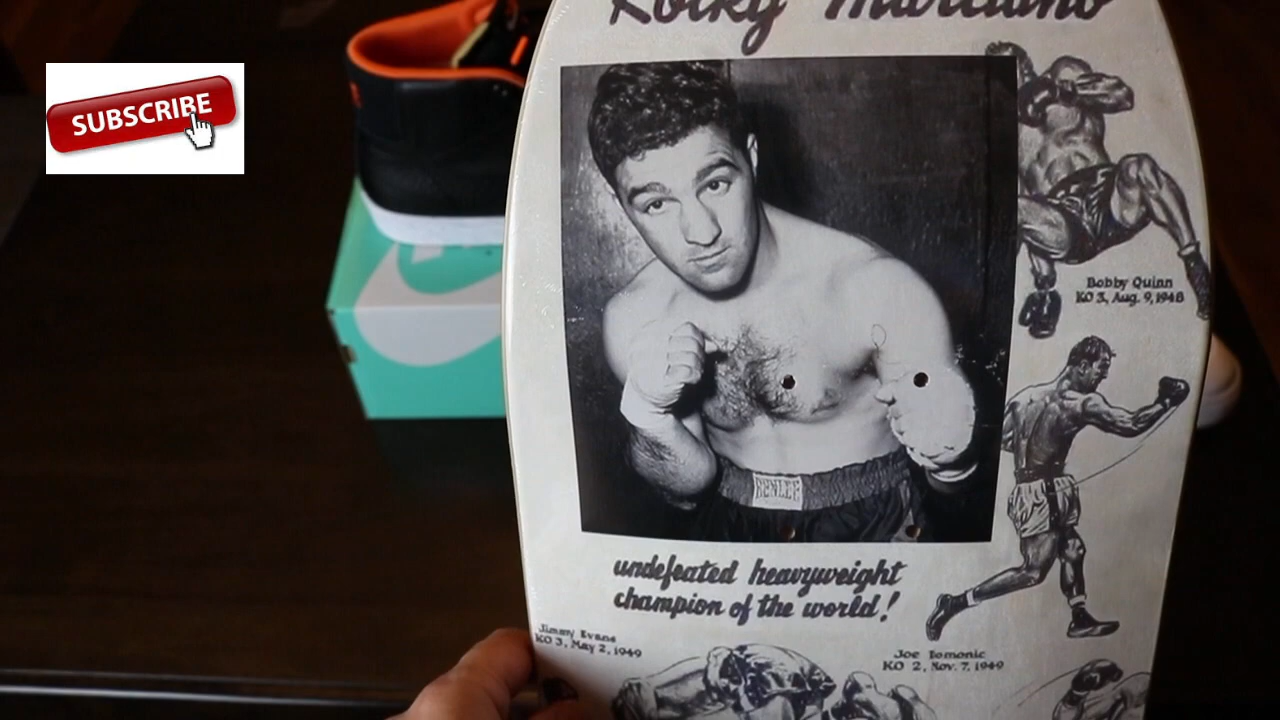 Rocky Marciano
SUBSCRIBE
Bobby Quinn
KO 3, Aug. 9, 1948
BENLEE
undefeated heavyweight
champion of the world!
Jimmy Evans
KO 3, May 2, 1949
Joe Domonic
KO 2, Nov. 7, 1949